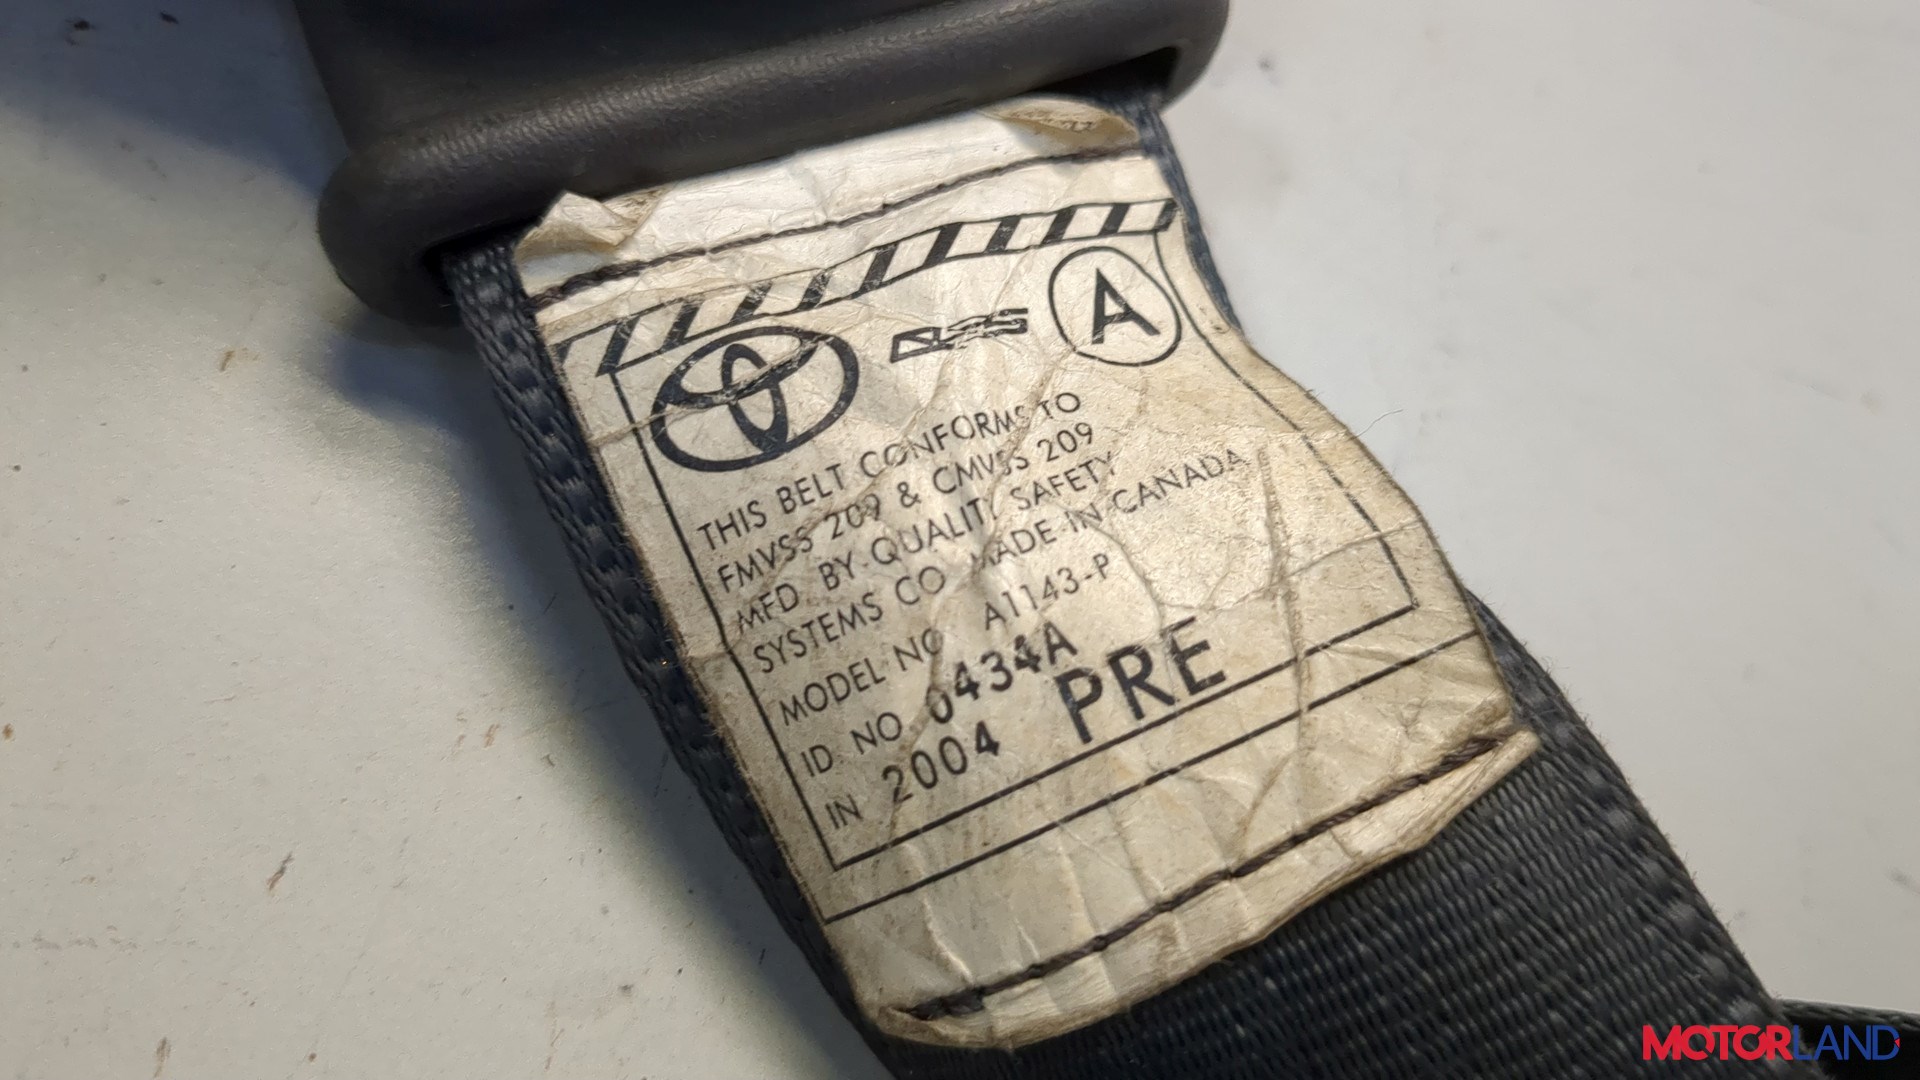 A
THIS BELT CONFORMS TO
FMVSS 209 & CMVSS 209
MFD BY QUALITY SAFETY
SYSTEMS CO MADE IN CANADA
MODEL NO A1143-P
ID NO 0434A
IN 2004 PRE
MOTORLAND